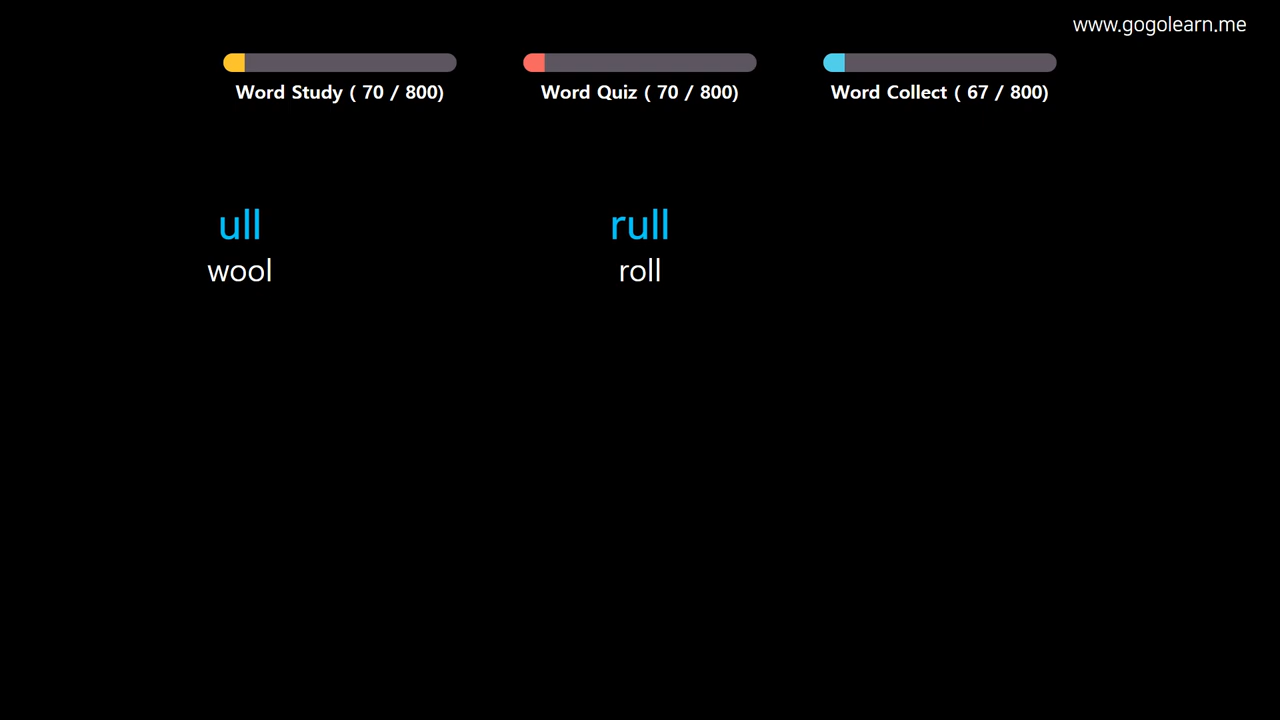 www.gogolearn.me
Word Study ( 70 / 800)
Word Quiz ( 70 / 800)
Word Collect ( 67 / 800)
ull
wool
rull
roll